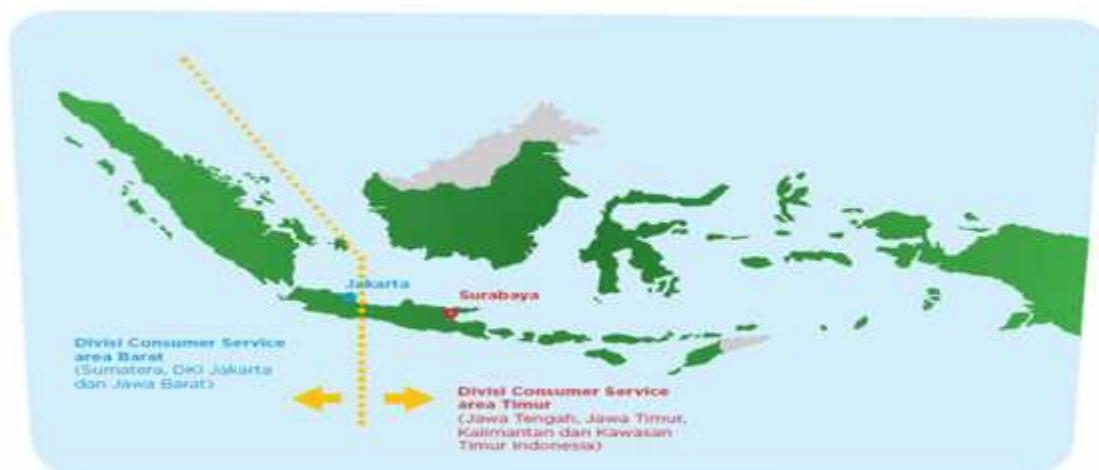 Jakarta
Surabaya
Divisi Consumer Service
area Barat
(Sumatera, DKI Jakarta
dan Jawa Barat)
Divisi Consumer Service
area Timur
(Jawa Tengah, Jawa Timur,
Kalimantan dan Kawasan
Timur Indonesia)